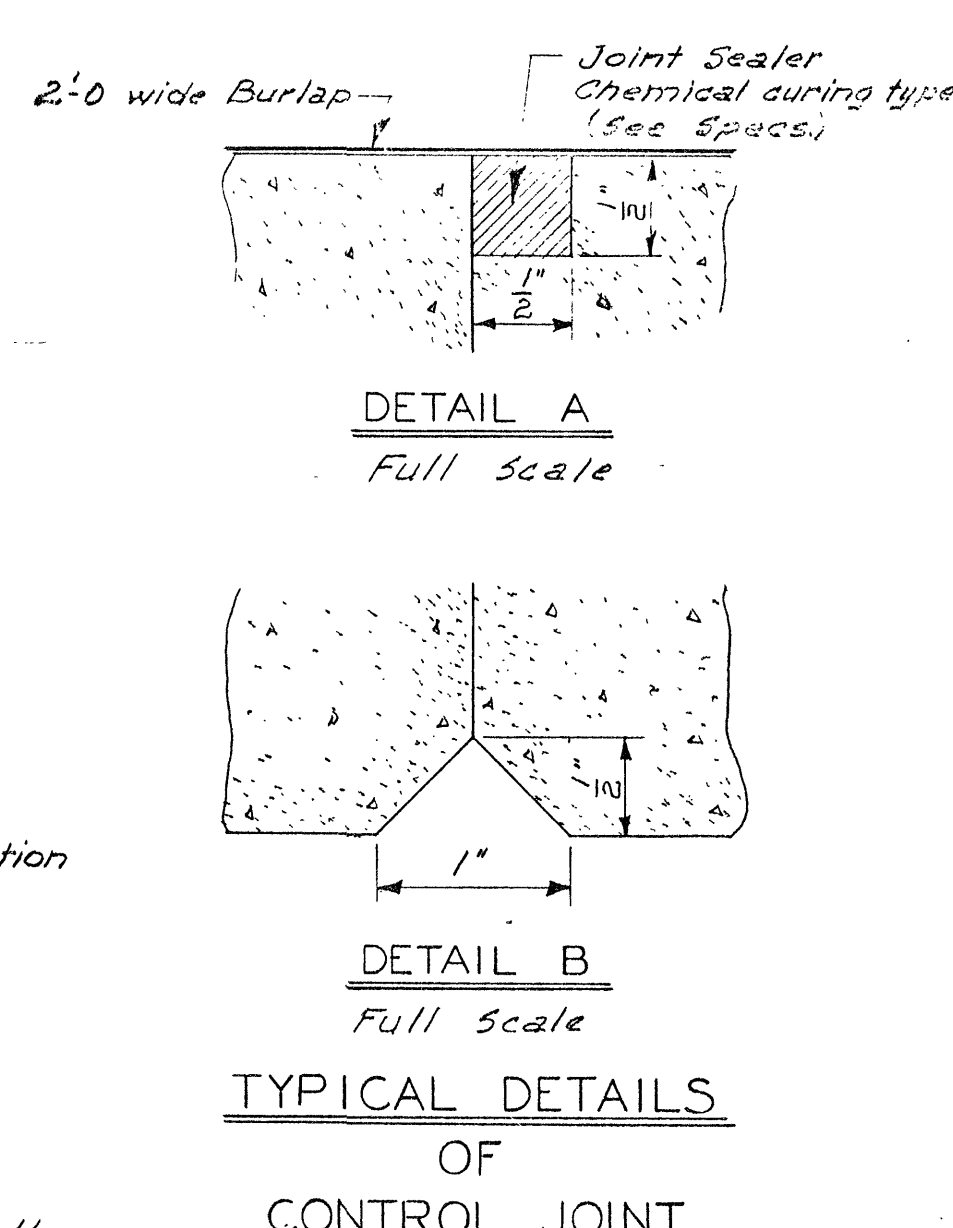 2'-0 wide Burlap
Joint Sealer
Chemical curing type
(See Specs.)
1/2"
1/2"
DETAIL A
Full Scale
1/2"
tion
1"
DETAIL B
Full Scale
TYPICAL DETAILS
OF
CONTROL JOINT